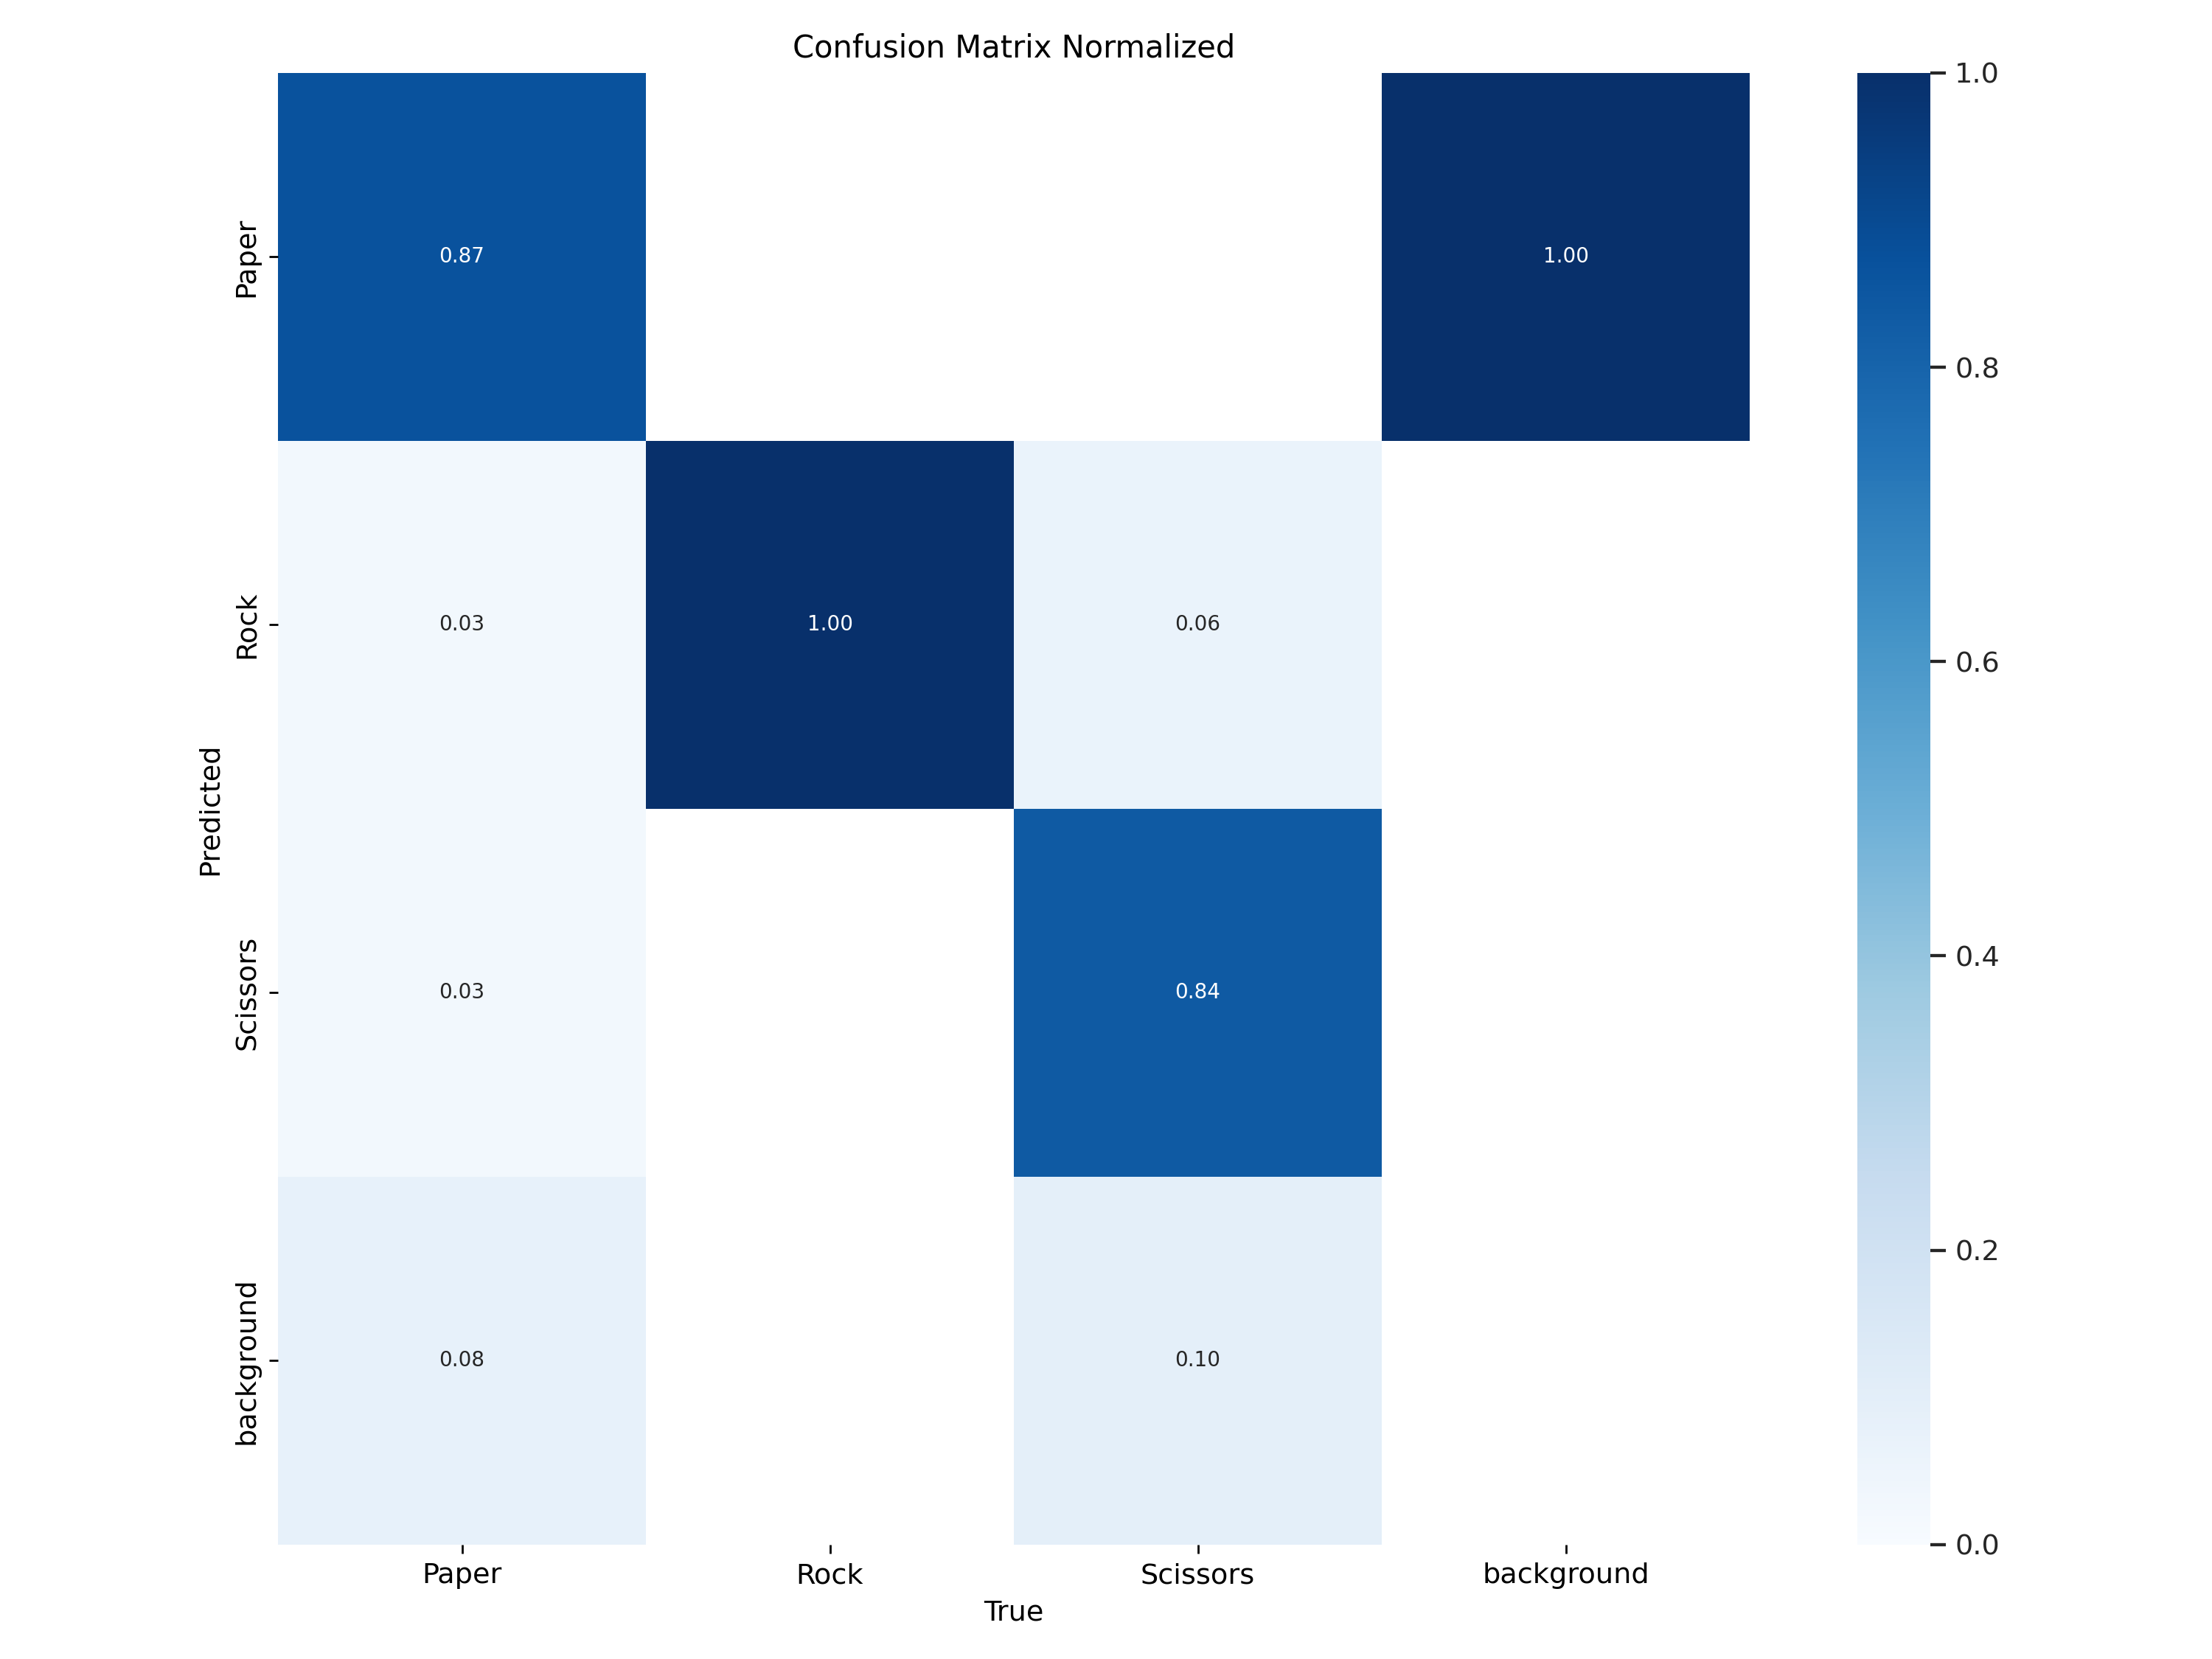 Confusion Matrix Normalized
Paper
0.87
1.00
1.0
0.8
Rock
0.03
1.00
0.06
0.6
Predicted
Scissors
0.03
0.84
0.4
background
0.08
0.10
0.2
0.0
Paper
Rock
Scissors
background
True